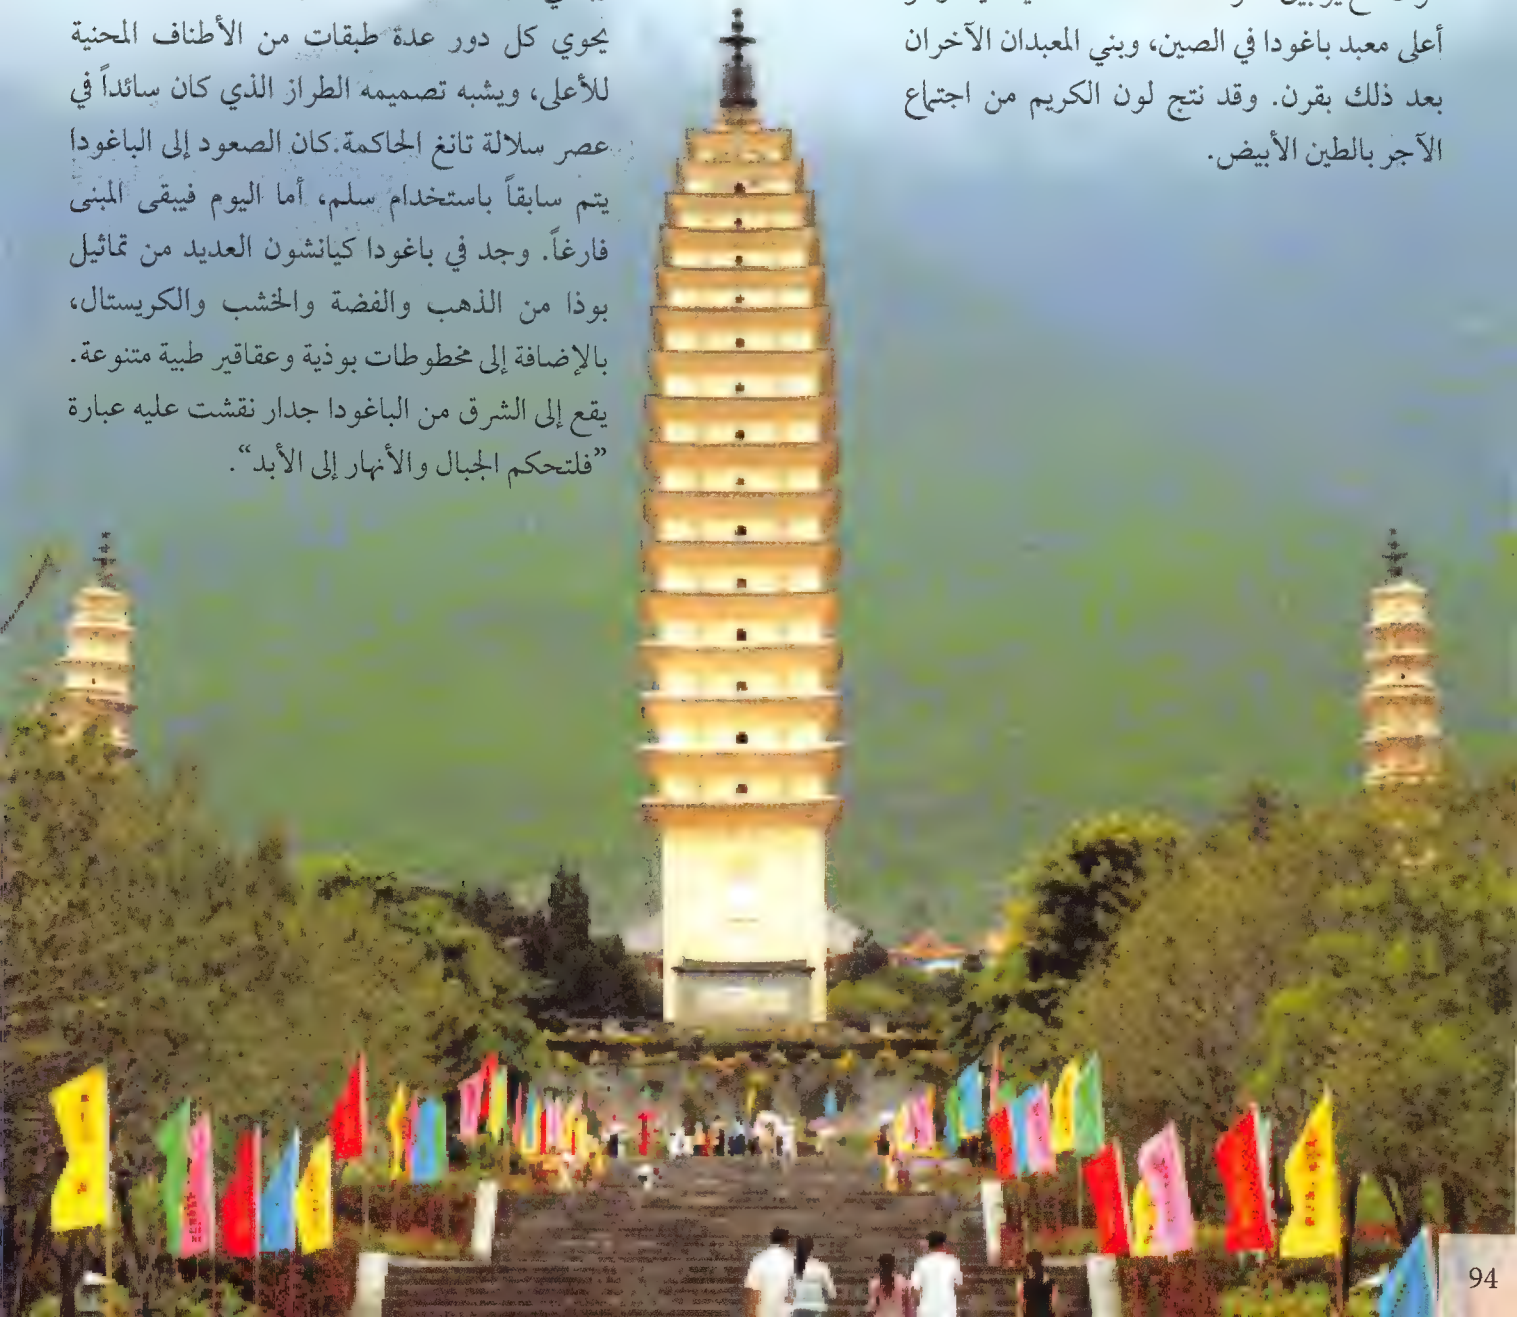 أعلى معبد باغودا في الصين، وبني المعبدان الآخران
بعد ذلك بقرن. وقد نتج لون الكريم من اجتماع
الآجر بالطين الأبيض.
يحوي كل دور عدة طبقات من الأطناف المحنية
للأعلى، ويشبه تصميمه الطراز الذي كان سائداً في
عصر سلالة تانغ الحاكمة.كان الصعود إلى الباغودا
يتم سابقاً باستخدام سلم، أما اليوم فيبقى المبنى
فارغاً. وجد في باغودا كيانشون العديد من تماثيل
بوذا من الذهب والفضة والخشب والكريستال،
بالإضافة إلى مخطوطات بوذية وعقاقير طبية متنوعة.
يقع إلى الشرق من الباغودا جدار نقشت عليه عبارة
”فلتحكم الجبال والأنهار إلى الأبد“.
94